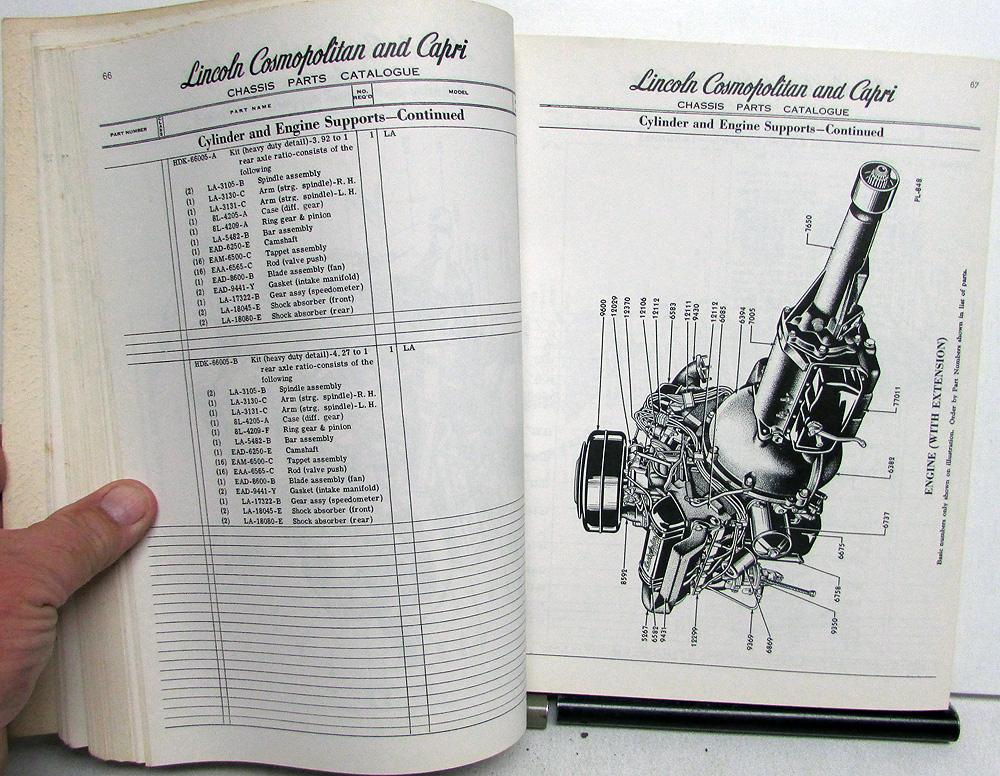 66
Lincoln Cosmopolitan and Capri
CHASSIS PARTS CATALOGUE
PART NUMBER
PART NAME
NO. REQ'D
MODEL
Cylinder and Engine Supports—Continued
HDK-66005-A Kit (heavy duty detail)-3.92 to 1 1 LA
rear axle ratio-consists of the
following
(2) LA-3105-B Spindle assembly
(1) LA-3130-C Arm (strg. spindle)-R.H.
(1) LA-3131-C Arm (strg. spindle)-L.H.
(1) 8L-4205-A Case (diff. gear)
(1) 8L-4209-A Ring gear & pinion
(1) LA-5482-B Bar assembly
(1) EAD-6250-E Camshaft
(16) EAM-6500-C Tappet assembly
(16) EAA-6565-C Rod (valve push)
(1) EAD-8600-B Blade assembly (fan)
(2) EAD-9441-Y Gasket (intake manifold)
(1) LA-17322-B Gear assy (speedometer)
(2) LA-18045-E Shock absorber (front)
(2) LA-18080-E Shock absorber (rear)
HDK-66005-B Kit (heavy duty detail)-4.27 to 1 1 LA
rear axle ratio-consists of the
following
(2) LA-3105-B Spindle assembly
(1) LA-3130-C Arm (strg. spindle)-R.H.
(1) LA-3131-C Arm (strg. spindle)-L.H.
(1) 8L-4205-A Case (diff. gear)
(1) 8L-4209-F Ring gear & pinion
(1) LA-5482-B Bar assembly
(1) EAD-6250-E Camshaft
(16) EAM-6500-C Tappet assembly
(16) EAA-6565-C Rod (valve push)
(1) EAD-8600-B Blade assembly (fan)
(2) EAD-9441-Y Gasket (intake manifold)
(1) LA-17322-B Gear assy (speedometer)
(2) LA-18045-E Shock absorber (front)
(2) LA-18080-E Shock absorber (rear)
67
Lincoln Cosmopolitan and Capri
CHASSIS PARTS CATALOGUE
Cylinder and Engine Supports—Continued
PL-848
7650
9600
12029
12370
12106
12112
6583
12111
9430
12112
6085
6394
7005
77011
6382
6737
6675
6758
9350
8592
5267
6582
9431
12299
9369
6869
ENGINE (WITH EXTENSION)
Basic numbers only shown on illustration. Order by Part Numbers shown in list of parts.